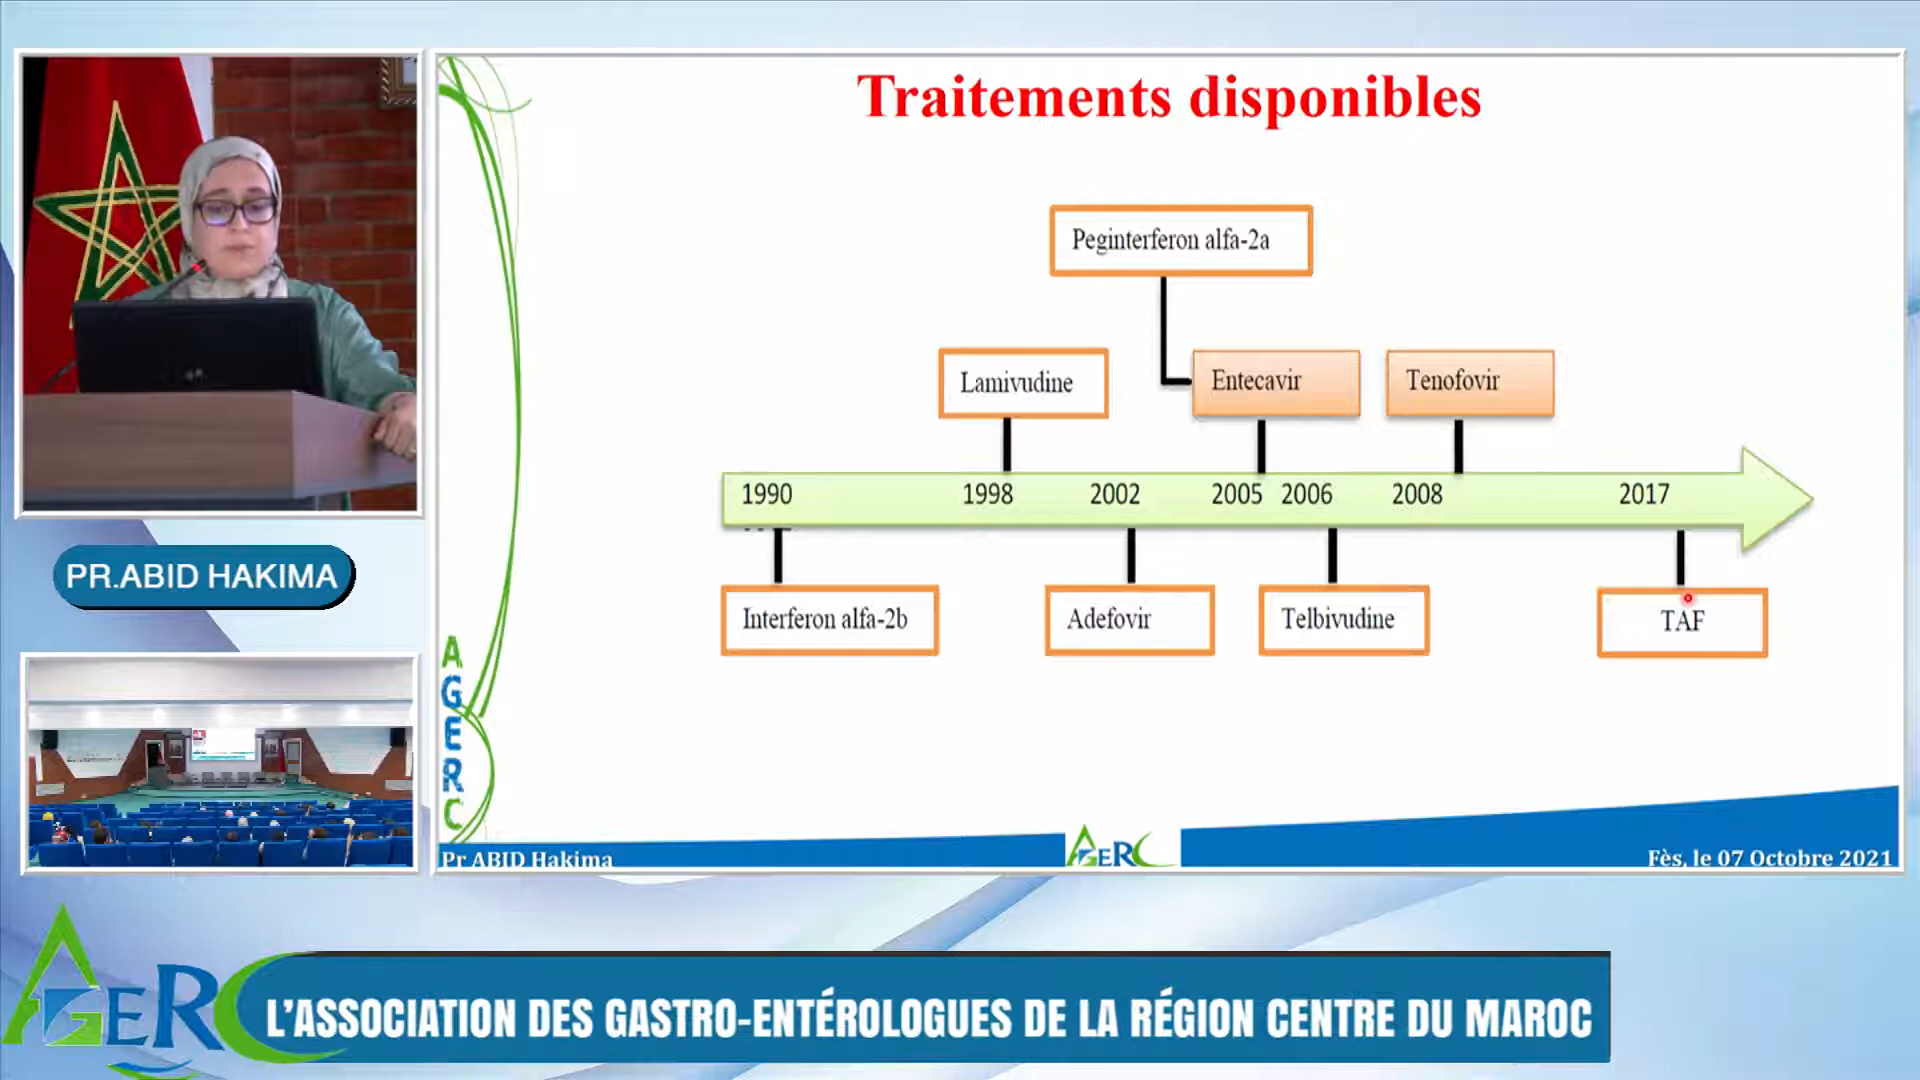 Traitements disponibles
Peginterferon alfa-2a
Lamivudine
Entecavir
Tenofovir
1990
1998
2002
2005
2006
2008
2017
Interferon alfa-2b
Adefovir
Telbivudine
TAF
PR.ABID HAKIMA
AGERC
Pr ABID Hakima
AGERC
Fès, le 07 Octobre 2021
AGERC
L'ASSOCIATION DES GASTRO-ENTÉROLOGUES DE LA RÉGION CENTRE DU MAROC